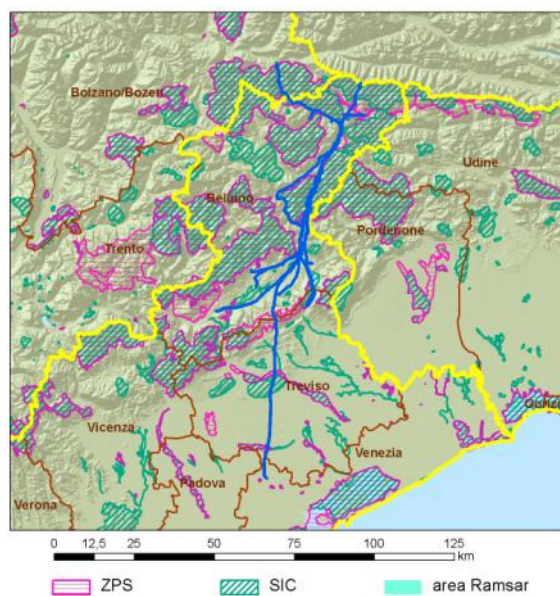 Bolzano/Bozen
Udine
Belluno
Pordenone
Trento
Treviso
Gorizi
Vicenza
Venezia
Padova
Verona
0 12,5 25 50 75 100 125
km
ZPS SIC area Ramsar